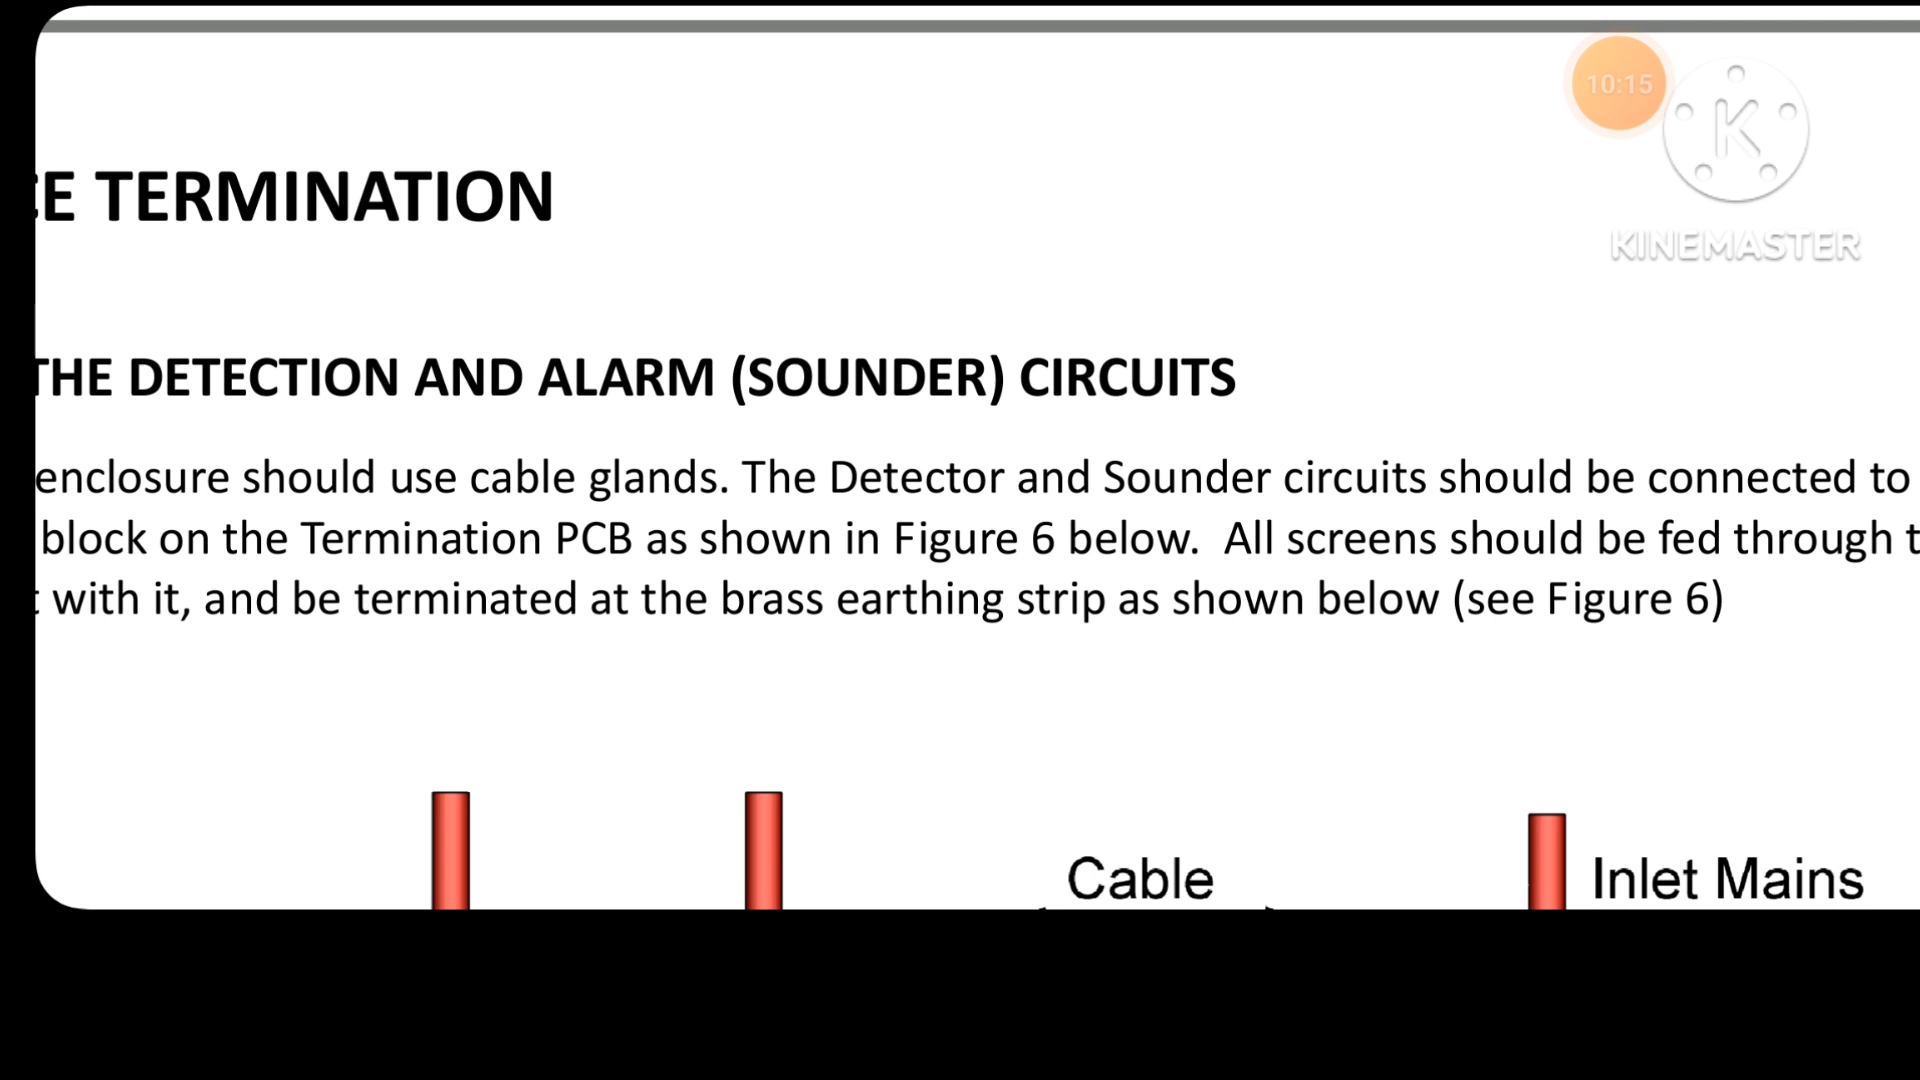 10:15
K
KINEMASTER
E TERMINATION
THE DETECTION AND ALARM (SOUNDER) CIRCUITS
enclosure should use cable glands. The Detector and Sounder circuits should be connected to
block on the Termination PCB as shown in Figure 6 below. All screens should be fed through
with it, and be terminated at the brass earthing strip as shown below (see Figure 6)
Cable
Inlet Mains